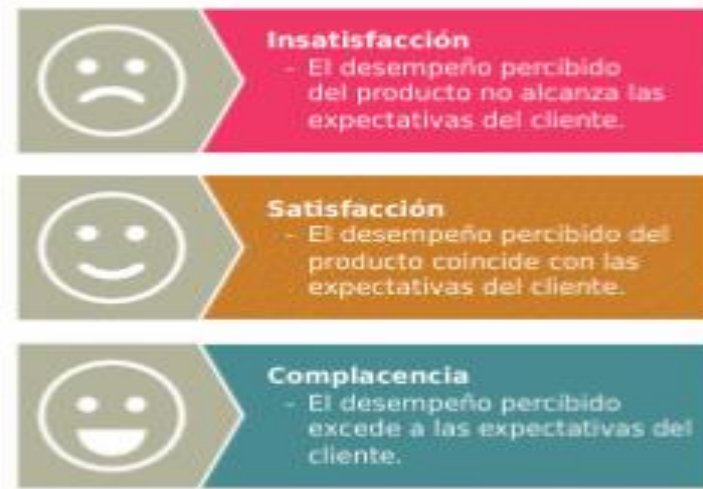 Insatisfacción
- El desempeño percibido
del producto no alcanza las
expectativas del cliente.
Satisfacción
- El desempeño percibido del
producto coincide con las
expectativas del cliente.
Complacencia
- El desempeño percibido
excede a las expectativas del
cliente.